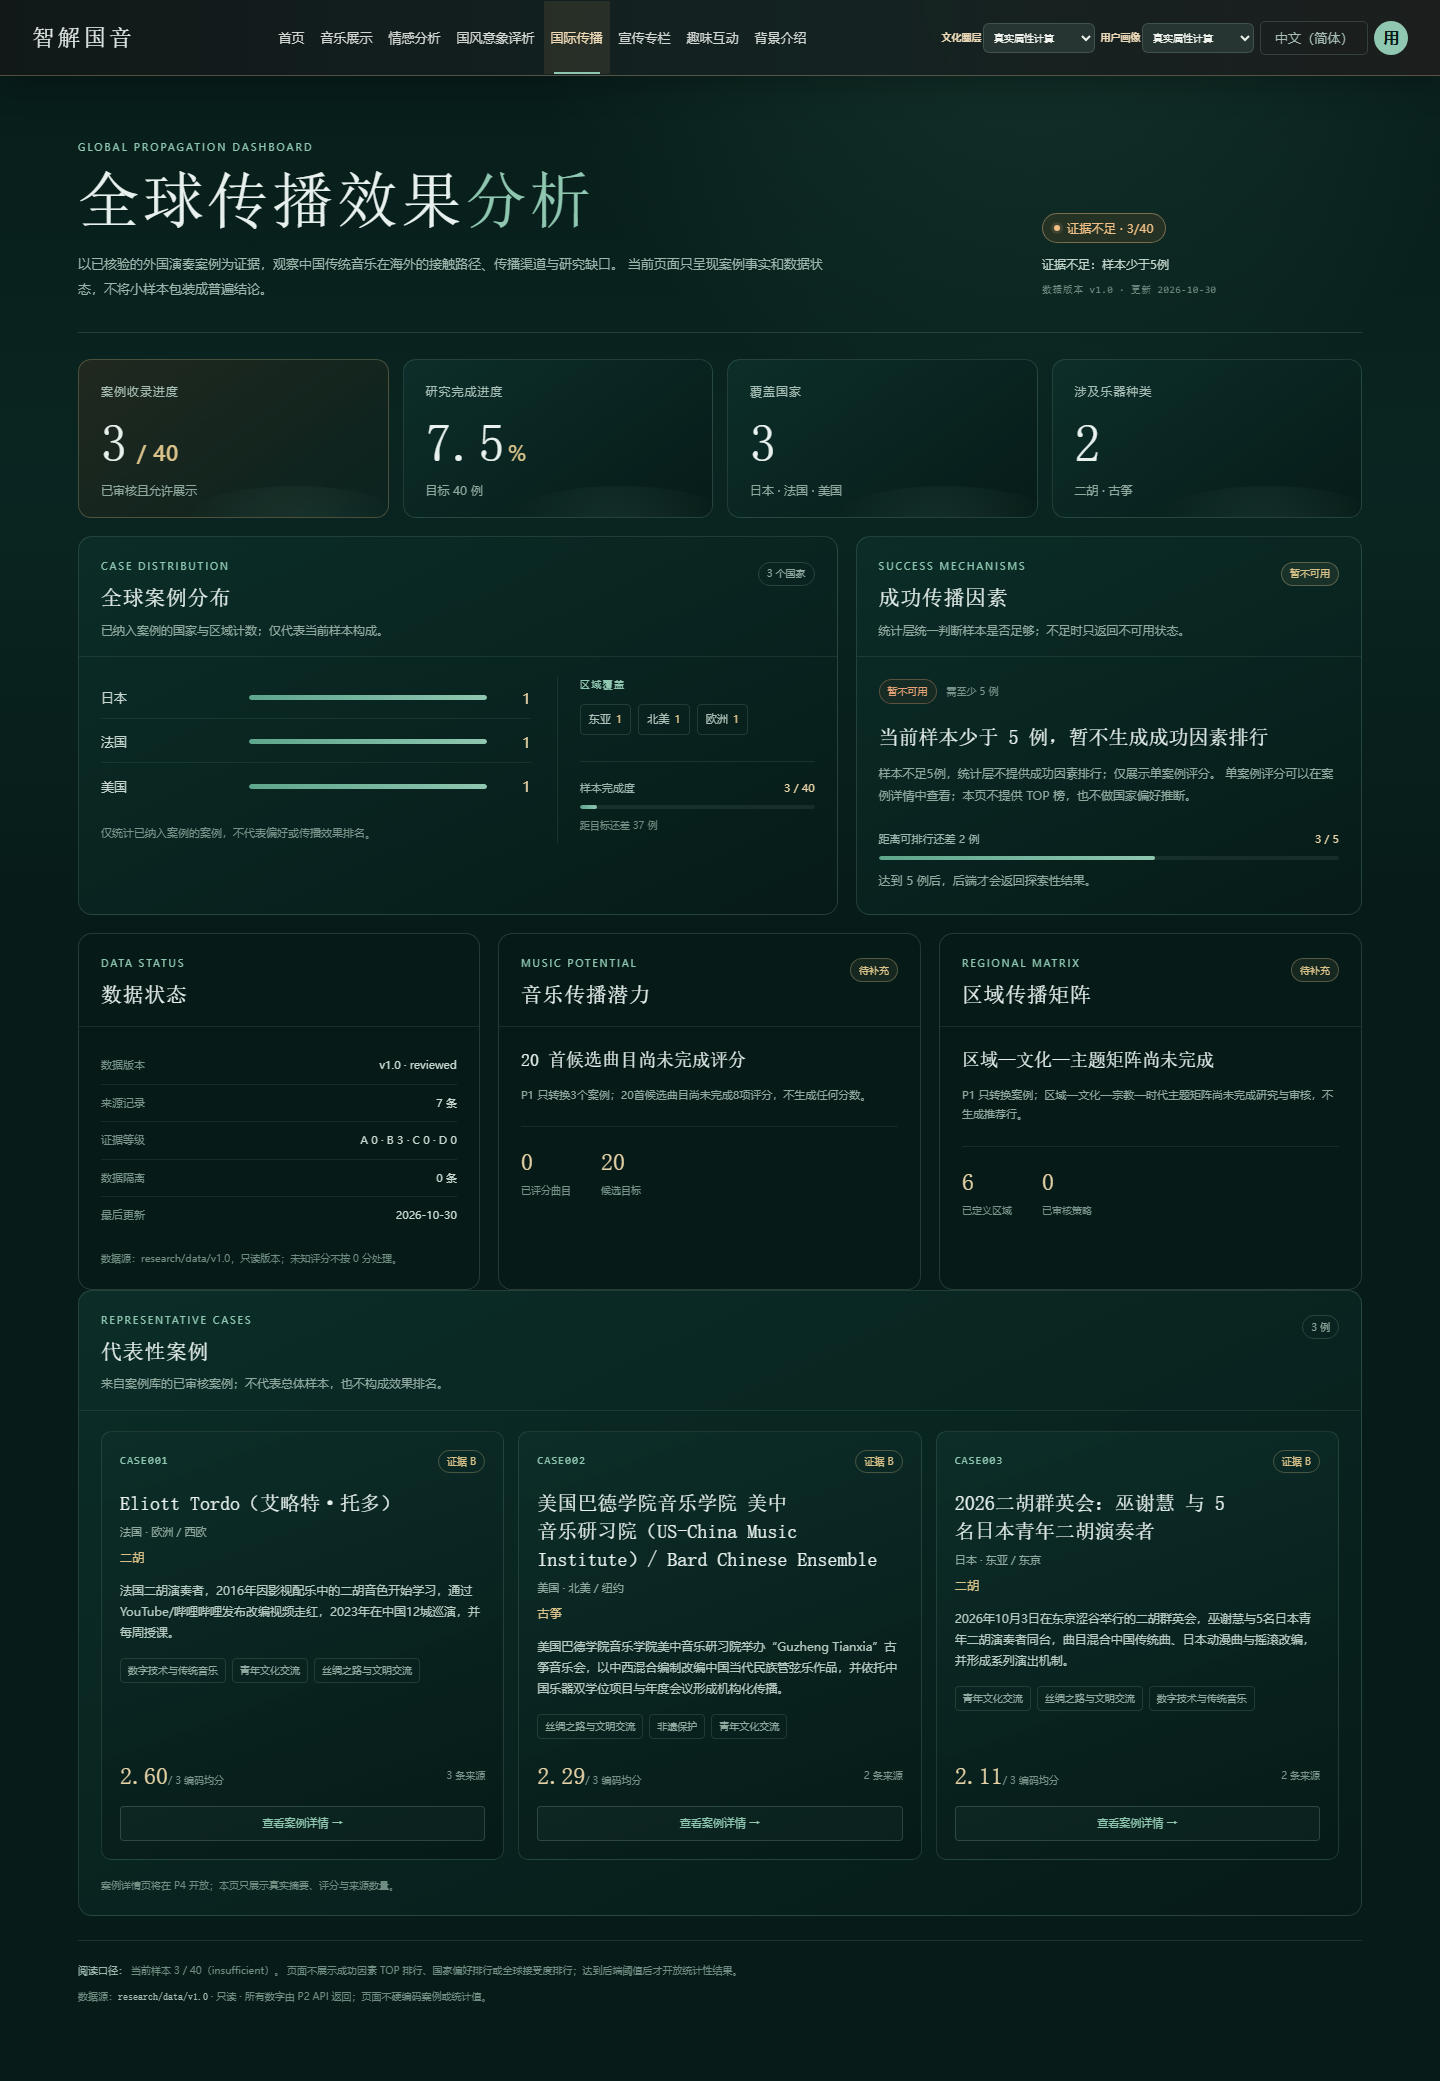 智解国音
首页 音乐展示 情感分析 国风意象译析 国际传播 宣传专栏 趣味互动 背景介绍
文化圈层 真实属性计算 用户画像 真实属性计算 中文（简体） 用
GLOBAL PROPAGATION DASHBOARD
全球传播效果分析
以已核验的外国演奏案例为证据，观察中国传统音乐在海外的接触路径、传播渠道与研究缺口。 当前页面只呈现案例事实和数据状
态，不将小样本包装成普遍结论。
证据不足 · 3/40
证据不足：样本少于5例
数据版本 v1.0 · 更新 2026-10-30
案例收录进度
3 / 40
已审核且允许展示
研究完成进度
7.5%
目标 40 例
覆盖国家
3
日本 · 法国 · 美国
涉及乐器种类
2
二胡 · 古筝
CASE DISTRIBUTION
全球案例分布
已纳入案例的国家与区域计数；仅代表当前样本构成。
3 个国家
日本 1
法国 1
美国 1
仅统计已纳入案例的案例，不代表偏好或传播效果排名。
区域覆盖
东亚 1 北美 1 欧洲 1
样本完成度 3 / 40
距目标还差 37 例
SUCCESS MECHANISMS
成功传播因素
统计层统一判断样本是否足够；不足时只返回不可用状态。
暂不可用
暂不可用 需至少 5 例
当前样本少于 5 例，暂不生成成功因素排行
样本不足5例，统计层不提供成功因素排行；仅展示单案例评分。 单案例评分可以在案
例详情中查看；本页不提供 TOP 榜，也不做国家偏好推断。
距离可排行还差 2 例 3 / 5
达到 5 例后，后端才会返回探索性结果。
DATA STATUS
数据状态
数据版本 v1.0 · reviewed
来源记录 7 条
证据等级 A 0 · B 3 · C 0 · D 0
数据隔离 0 条
最后更新 2026-10-30
数据源：research/data/v1.0，只读版本；未知评分不按 0 分处理。
MUSIC POTENTIAL
音乐传播潜力
待补充
20 首候选曲目尚未完成评分
P1 只转换3个案例；20首候选曲目尚未完成8项评分，不生成任何分数。
0 20
已评分曲目 候选目标
REGIONAL MATRIX
区域传播矩阵
待补充
区域—文化—主题矩阵尚未完成
P1 只转换案例；区域—文化—宗教—时代主题矩阵尚未完成研究与审核，不
生成推荐行。
6 0
已定义区域 已审核策略
REPRESENTATIVE CASES
代表性案例
来自案例库的已审核案例；不代表总体样本，也不构成效果排名。
3 例
CASE001 证据 B
Eliott Tordo（艾略特・托多）
法国 · 欧洲 / 西欧
二胡
法国二胡演奏者，2016年因影视配乐中的二胡音色开始学习，通过
YouTube/哔哩哔哩发布改编视频走红，2023年在中国12城巡演，并
每周授课。
数字技术与传统音乐 青年文化交流 丝绸之路与文明交流
2.60 / 3 编码均分 3 条来源
查看案例详情 →
CASE002 证据 B
美国巴德学院音乐学院 美中
音乐研习院（US-China Music
Institute）/ Bard Chinese Ensemble
美国 · 北美 / 纽约
古筝
美国巴德学院音乐学院美中音乐研习院举办“Guzheng Tianxia”古
筝音乐会，以中西混合编制改编中国当代民族管弦乐作品，并依托中
国乐器双学位项目与年度会议形成机构化传播。
丝绸之路与文明交流 非遗保护 青年文化交流
2.29 / 3 编码均分 2 条来源
查看案例详情 →
CASE003 证据 B
2026二胡群英会：巫谢慧 与 5
名日本青年二胡演奏者
日本 · 东亚 / 东京
二胡
2026年10月3日在东京涩谷举行的二胡群英会，巫谢慧与5名日本青
年二胡演奏者同台，曲目混合中国传统曲、日本动漫曲与摇滚改编，
并形成系列演出机制。
青年文化交流 丝绸之路与文明交流 数字技术与传统音乐
2.11 / 3 编码均分 2 条来源
查看案例详情 →
案例详情页将在 P4 开放；本页只展示真实摘要、评分与来源数量。
阅读口径： 当前样本 3 / 40（insufficient）。 页面不展示成功因素 TOP 排行、国家偏好排行或全球接受度排行；达到后端阈值后才开放统计性结果。
数据源：research/data/v1.0 · 只读 · 所有数字由 P2 API 返回；页面不硬编码案例或统计值。